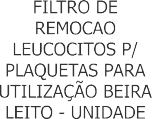 FILTRO DE
REMOCAO
LEUCOCITOS P/
PLAQUETAS PARA
UTILIZAÇÃO BEIRA
LEITO - UNIDADE